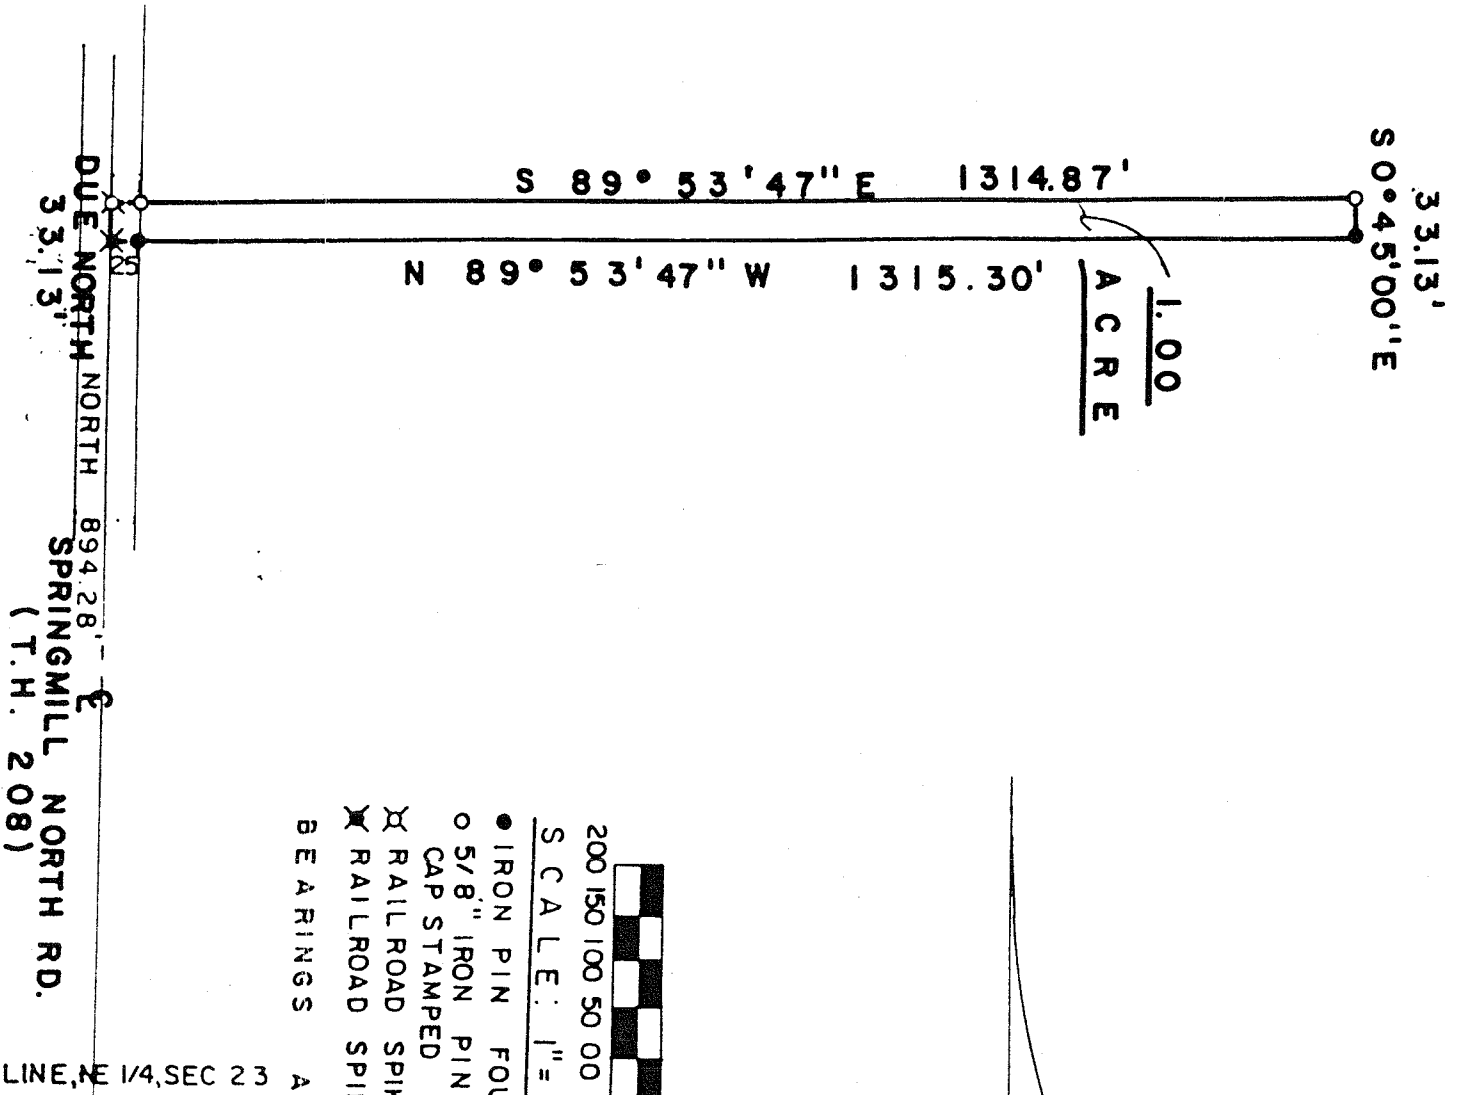 S 89° 53'47" E 1314.87'
N 89° 53'47" W 1315.30'
33.13'
S 0°45'00"E
1.00
ACRE
DUE NORTH
33.13'
25
NORTH 894.28'
℄
SPRINGMILL NORTH RD.
(T.H. 208)
200 150 100 50 00
SCALE: 1"=
IRON PIN FOU
5/8" IRON PIN
CAP STAMPED
RAILROAD SPIK
RAILROAD SPI
BEARINGS A
LINE, NE 1/4, SEC 23